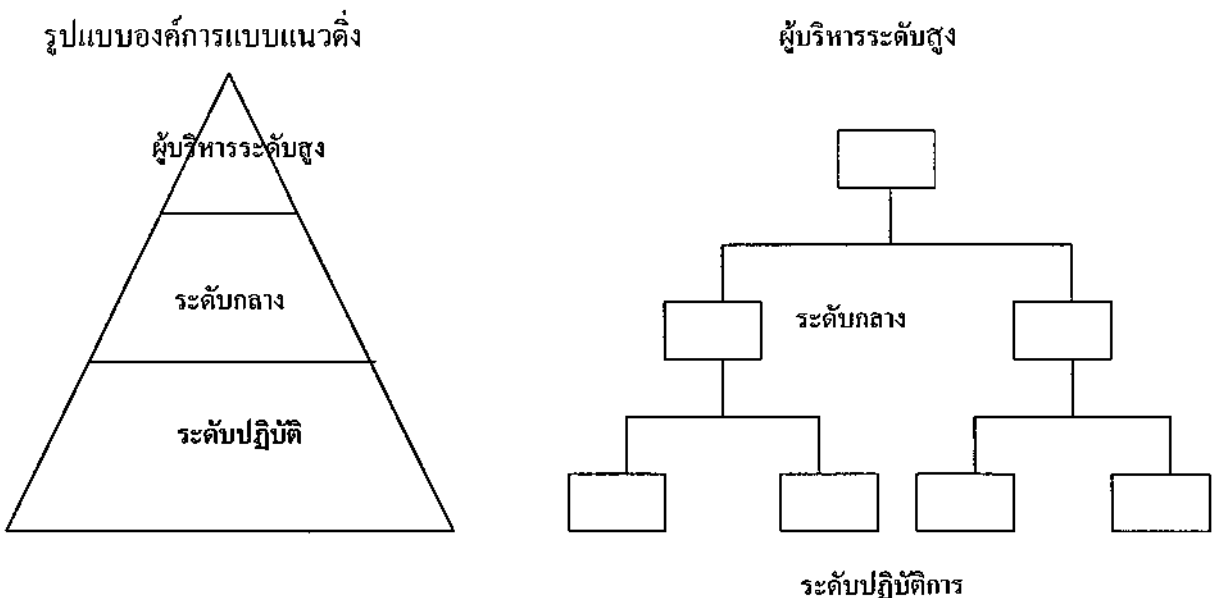 รูปแบบองค์การแบบแนวดิ่ง
ผู้บริหารระดับสูง
ระดับกลาง
ระดับปฏิบัติ
ผู้บริหารระดับสูง
ระดับกลาง
ระดับปฏิบัติการ